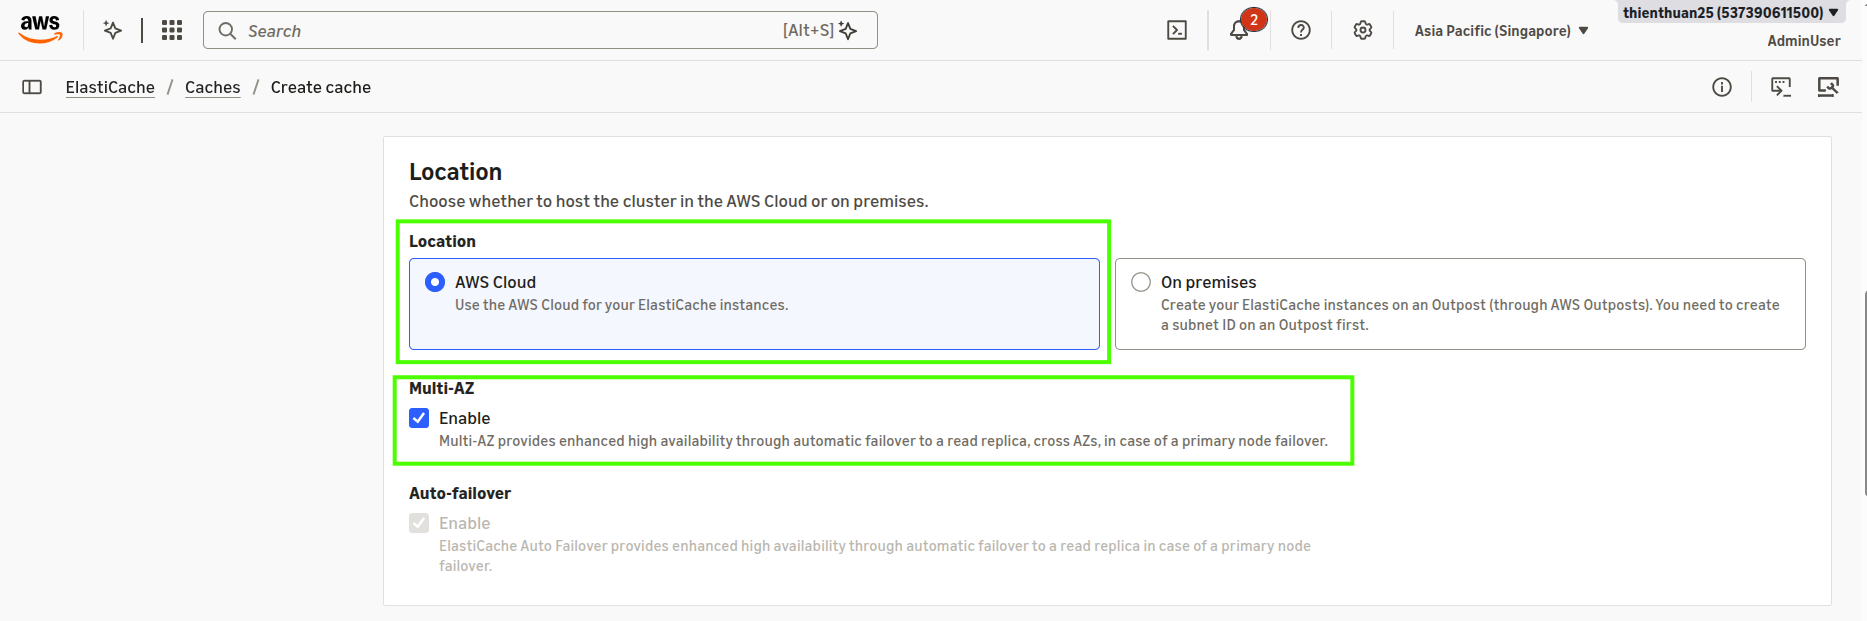 aws
Search
[Alt+S]
2
Asia Pacific (Singapore)
thienthuan25 (537390611500)
AdminUser
ElastiCache / Caches / Create cache
Location
Choose whether to host the cluster in the AWS Cloud or on premises.
Location
AWS Cloud
Use the AWS Cloud for your ElastiCache instances.
On premises
Create your ElastiCache instances on an Outpost (through AWS Outposts). You need to create
a subnet ID on an Outpost first.
Multi-AZ
Enable
Multi-AZ provides enhanced high availability through automatic failover to a read replica, cross AZs, in case of a primary node failover.
Auto-failover
Enable
ElastiCache Auto Failover provides enhanced high availability through automatic failover to a read replica in case of a primary node
failover.